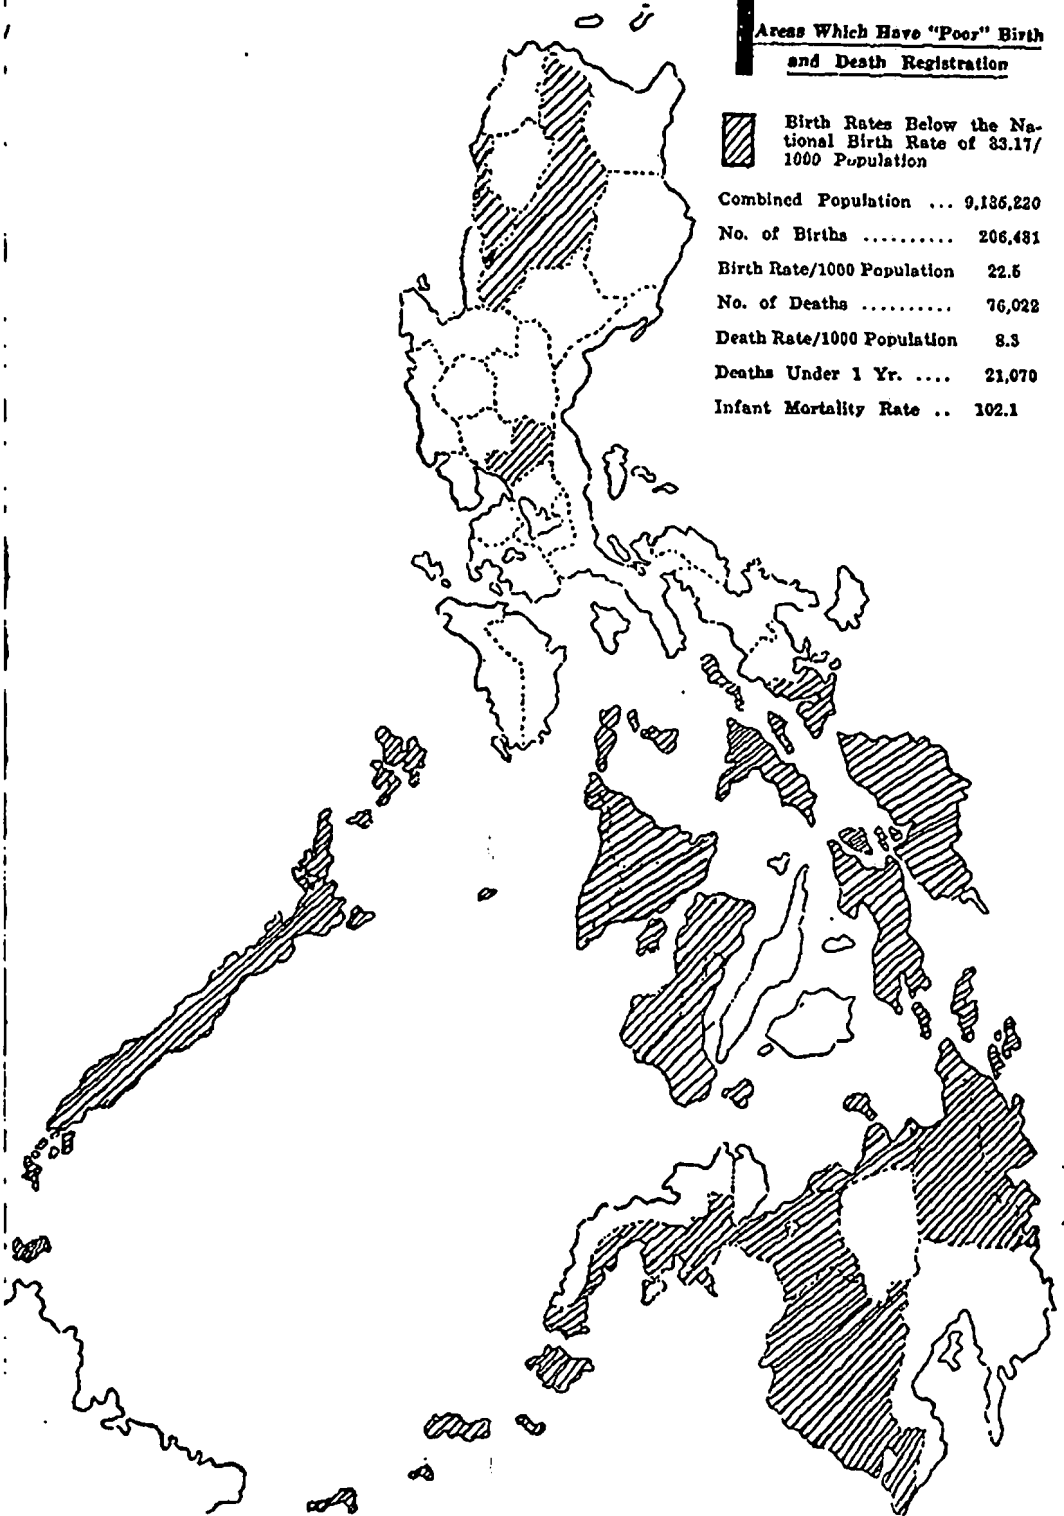 Areas Which Have "Poor" Birth
and Death Registration
Birth Rates Below the Na-
tional Birth Rate of 33.17/
1000 Population
Combined Population ... 9,186,220
No. of Births .......... 206,481
Birth Rate/1000 Population 22.5
No. of Deaths .......... 76,022
Death Rate/1000 Population 8.3
Deaths Under 1 Yr. .... 21,070
Infant Mortality Rate .. 102.1